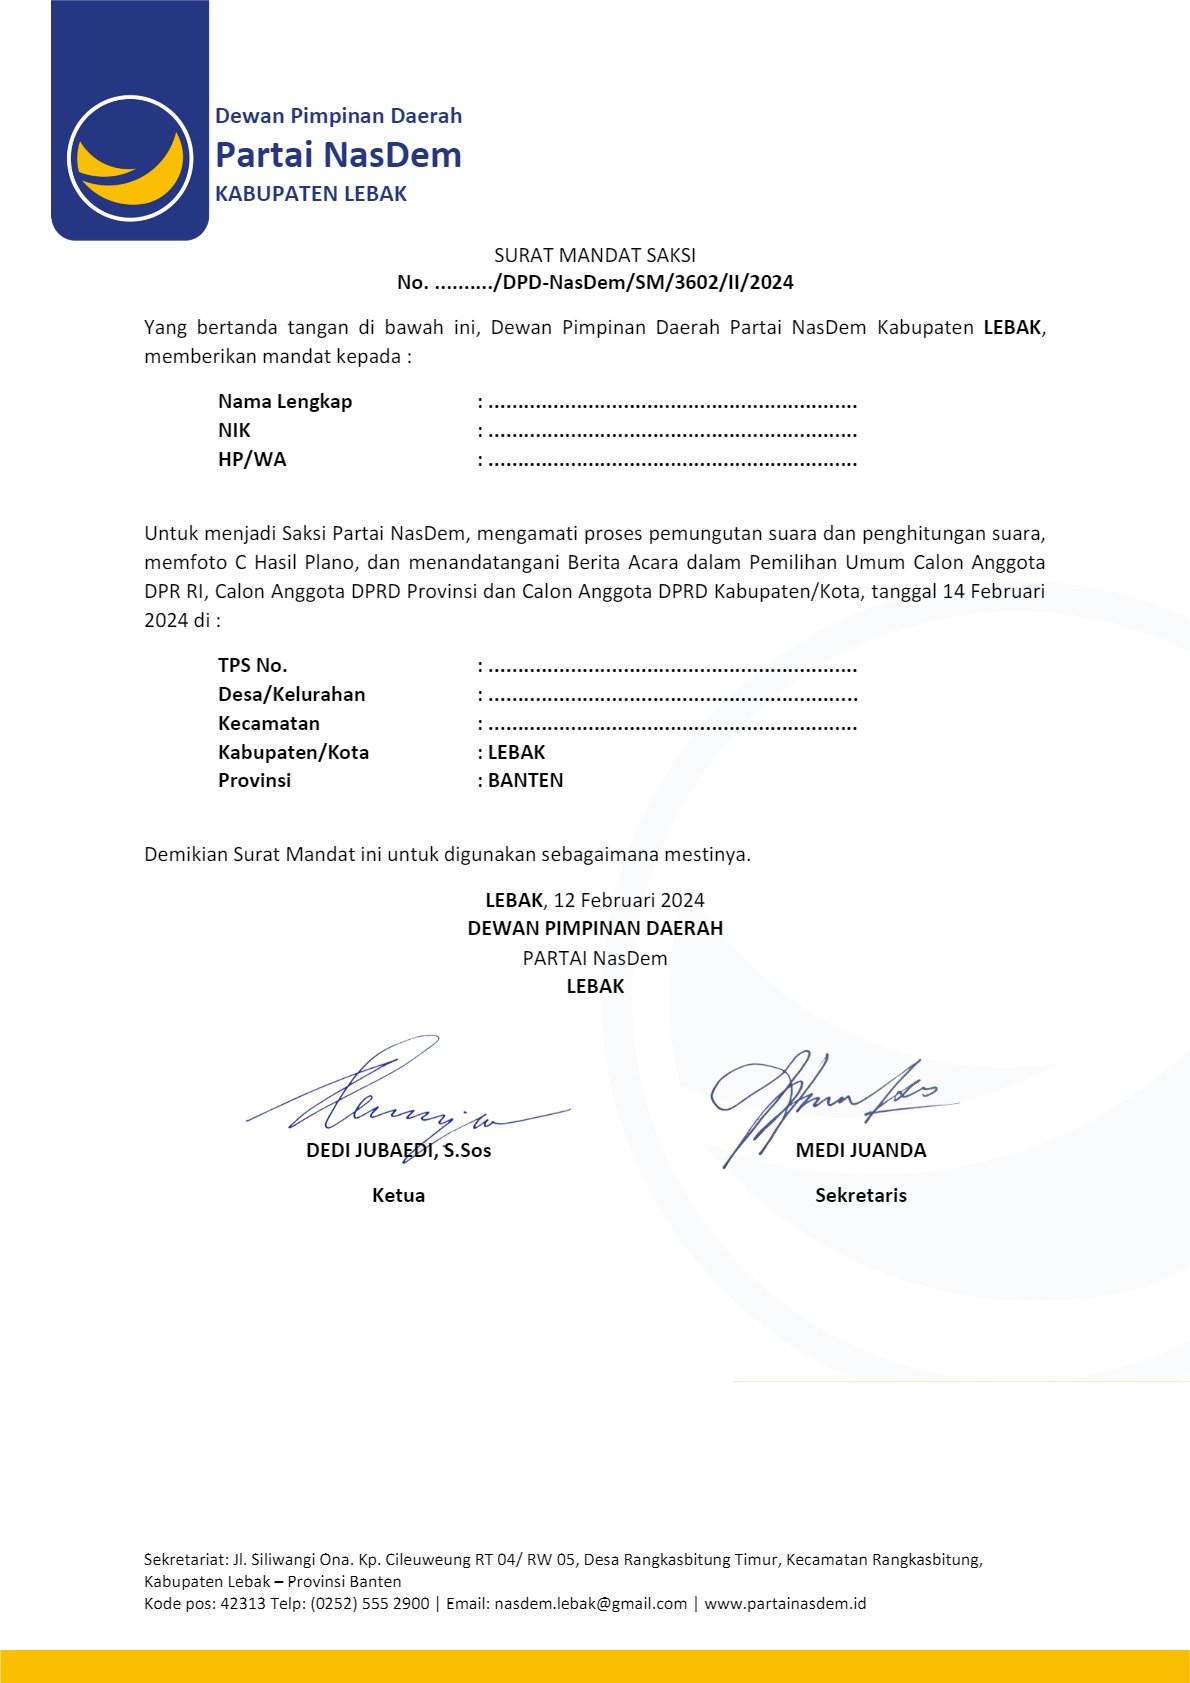 Dewan Pimpinan Daerah
Partai NasDem
KABUPATEN LEBAK
SURAT MANDAT SAKSI
No. ........../DPD-NasDem/SM/3602/II/2024
Yang bertanda tangan di bawah ini, Dewan Pimpinan Daerah Partai NasDem Kabupaten LEBAK,
memberikan mandat kepada :
Nama Lengkap : ...............................................................
NIK : ...............................................................
HP/WA : ...............................................................
Untuk menjadi Saksi Partai NasDem, mengamati proses pemungutan suara dan penghitungan suara,
memfoto C Hasil Plano, dan menandatangani Berita Acara dalam Pemilihan Umum Calon Anggota
DPR RI, Calon Anggota DPRD Provinsi dan Calon Anggota DPRD Kabupaten/Kota, tanggal 14 Februari
2024 di :
TPS No. : ...............................................................
Desa/Kelurahan : ...............................................................
Kecamatan : ...............................................................
Kabupaten/Kota : LEBAK
Provinsi : BANTEN
Demikian Surat Mandat ini untuk digunakan sebagaimana mestinya.
LEBAK, 12 Februari 2024
DEWAN PIMPINAN DAERAH
PARTAI NasDem
LEBAK
DEDI JUBAEDI, S.Sos MEDI JUANDA
Ketua Sekretaris
Sekretariat: Jl. Siliwangi Ona. Kp. Cileuweung RT 04/ RW 05, Desa Rangkasbitung Timur, Kecamatan Rangkasbitung,
Kabupaten Lebak – Provinsi Banten
Kode pos: 42313 Telp: (0252) 555 2900 | Email: nasdem.lebak@gmail.com | www.partainasdem.id